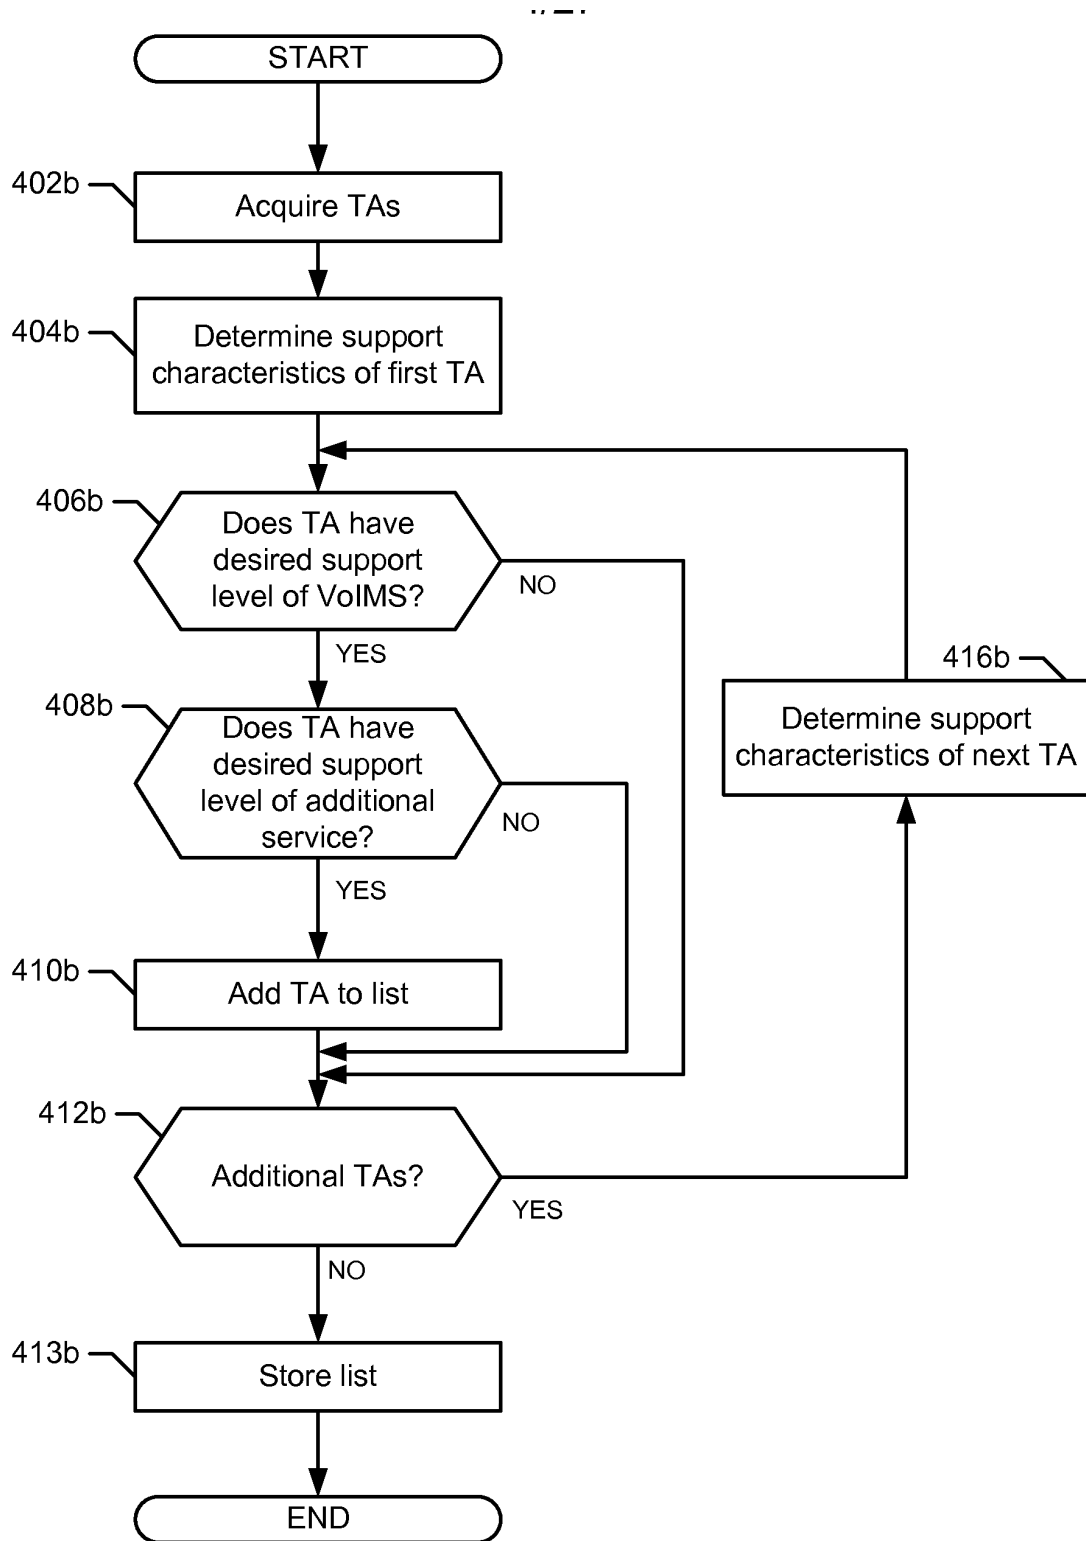 START
402b
Acquire TAs
404b
Determine support
characteristics of first TA
406b
Does TA have
desired support
level of VoIMS?
NO
YES
416b
Determine support
characteristics of next TA
408b
Does TA have
desired support
level of additional
service?
NO
YES
410b
Add TA to list
412b
Additional TAs?
YES
NO
413b
Store list
END